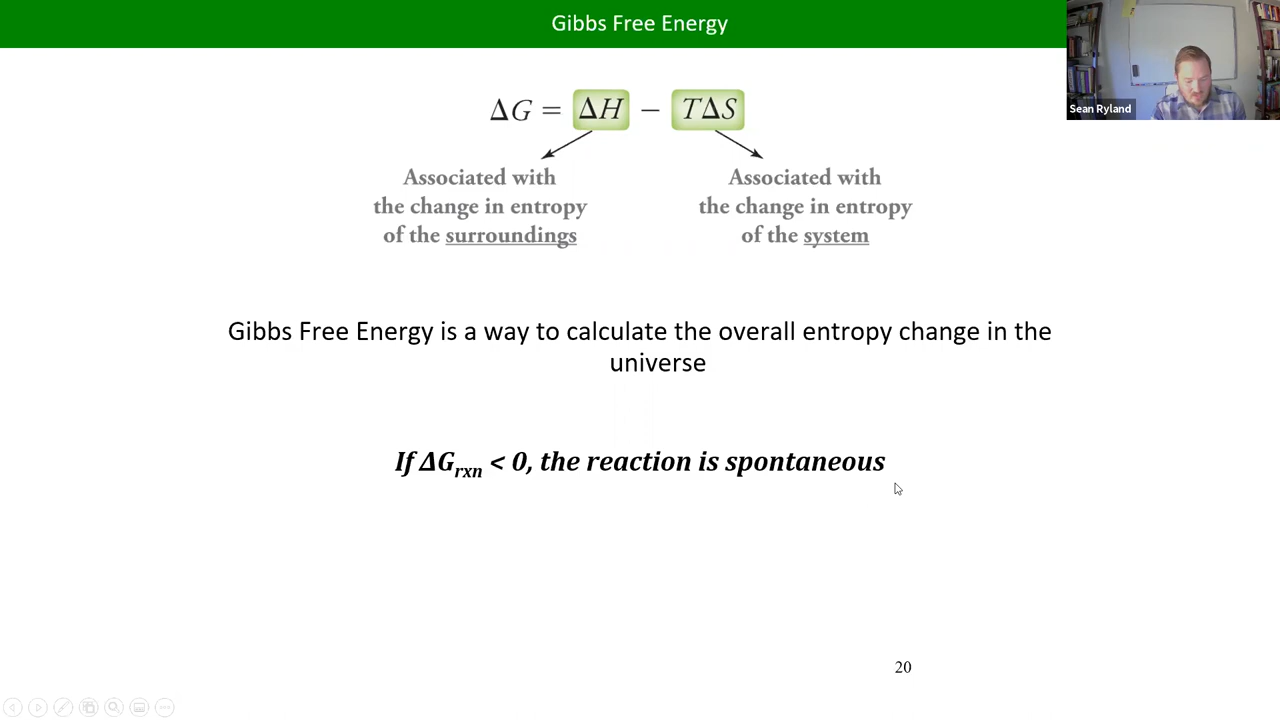 Gibbs Free Energy
Sean Ryland
ΔG = ΔH − TΔS
Associated with
the change in entropy
of the surroundings
Associated with
the change in entropy
of the system
Gibbs Free Energy is a way to calculate the overall entropy change in the
universe
If ΔGrxn < 0, the reaction is spontaneous
20